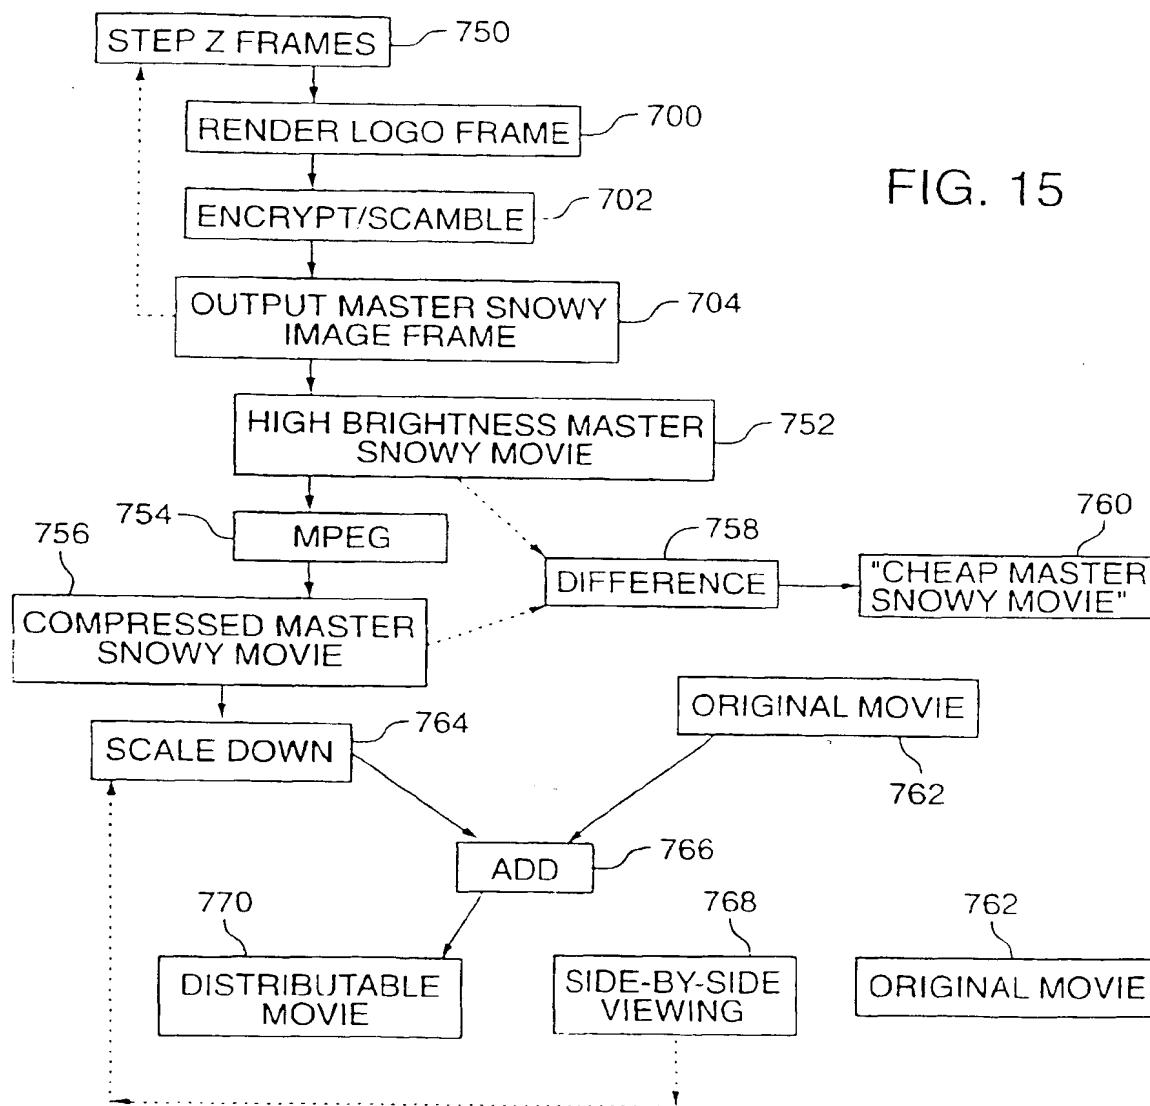 STEP Z FRAMES 750
RENDER LOGO FRAME 700
FIG. 15
ENCRYPT/SCAMBLE 702
OUTPUT MASTER SNOWY
IMAGE FRAME
704
HIGH BRIGHTNESS MASTER
SNOWY MOVIE
752
754
MPEG
756
COMPRESSED MASTER
SNOWY MOVIE
758
DIFFERENCE
760
"CHEAP MASTER
SNOWY MOVIE"
764
SCALE DOWN
ORIGINAL MOVIE
762
ADD 766
770
DISTRIBUTABLE
MOVIE
768
SIDE-BY-SIDE
VIEWING
762
ORIGINAL MOVIE